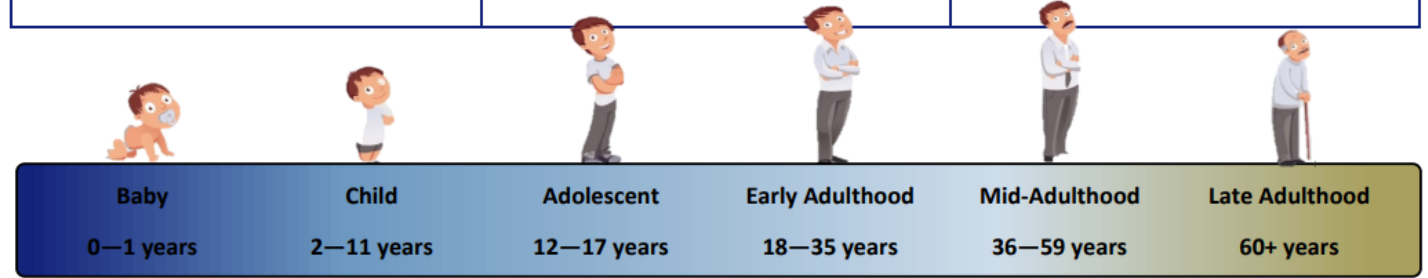 Baby Child Adolescent Early Adulthood Mid-Adulthood Late Adulthood
0—1 years 2—11 years 12—17 years 18—35 years 36—59 years 60+ years